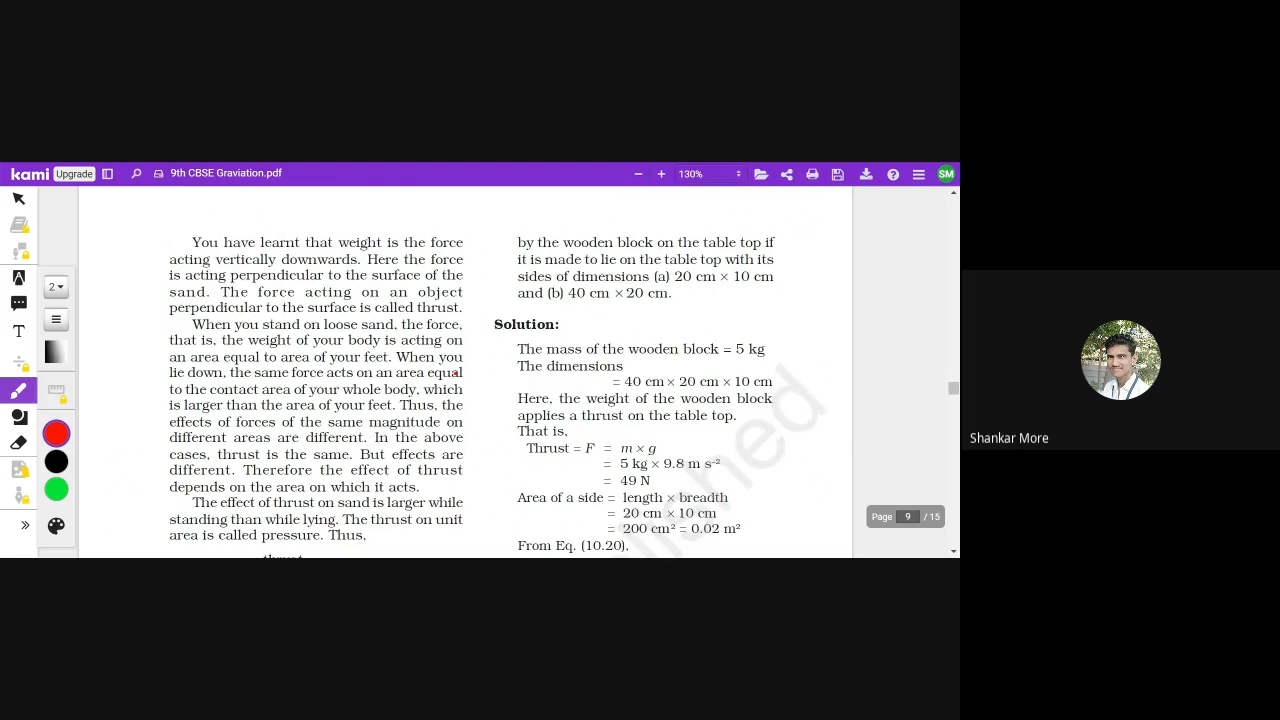 kami Upgrade 9th CBSE Graviation.pdf 130% SM
You have learnt that weight is the force
acting vertically downwards. Here the force
is acting perpendicular to the surface of the
sand. The force acting on an object
perpendicular to the surface is called thrust.
When you stand on loose sand, the force,
that is, the weight of your body is acting on
an area equal to area of your feet. When you
lie down, the same force acts on an area equal
to the contact area of your whole body, which
is larger than the area of your feet. Thus, the
effects of forces of the same magnitude on
different areas are different. In the above
cases, thrust is the same. But effects are
different. Therefore the effect of thrust
depends on the area on which it acts.
The effect of thrust on sand is larger while
standing than while lying. The thrust on unit
area is called pressure. Thus,
thrust
by the wooden block on the table top if
it is made to lie on the table top with its
sides of dimensions (a) 20 cm × 10 cm
and (b) 40 cm × 20 cm.
Solution:
The mass of the wooden block = 5 kg
The dimensions
= 40 cm × 20 cm × 10 cm
Here, the weight of the wooden block
applies a thrust on the table top.
That is,
Thrust = F = m × g
= 5 kg × 9.8 m s⁻²
= 49 N
Area of a side = length × breadth
= 20 cm × 10 cm
= 200 cm² = 0.02 m²
From Eq. (10.20),
Page 9 / 15
2
T
Shankar More